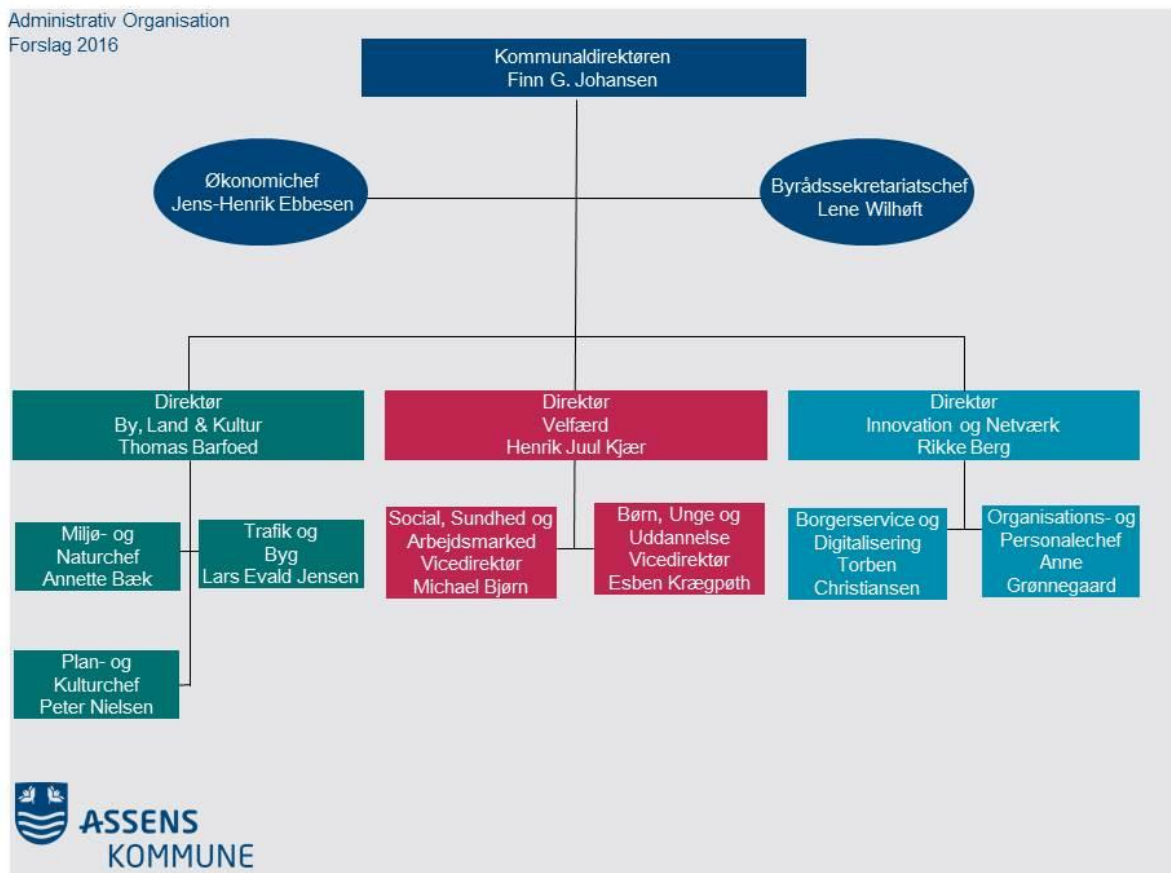 Administrativ Organisation
Forslag 2016
Kommunaldirektøren
Finn G. Johansen
Økonomichef
Jens-Henrik Ebbesen
Byrådssekretariatschef
Lene Wilhøft
Direktør
By, Land & Kultur
Thomas Barfoed
Direktør
Velfærd
Henrik Juul Kjær
Direktør
Innovation og Netværk
Rikke Berg
Miljø- og
Naturchef
Annette Bæk
Trafik og
Byg
Lars Evald Jensen
Social, Sundhed og
Arbejdsmarked
Vicedirektør
Michael Bjørn
Børn, Unge og
Uddannelse
Vicedirektør
Esben Krægpøth
Borgerservice og
Digitalisering
Torben
Christiansen
Organisations- og
Personalechef
Anne
Grønnegaard
Plan- og
Kulturchef
Peter Nielsen
ASSENS
KOMMUNE